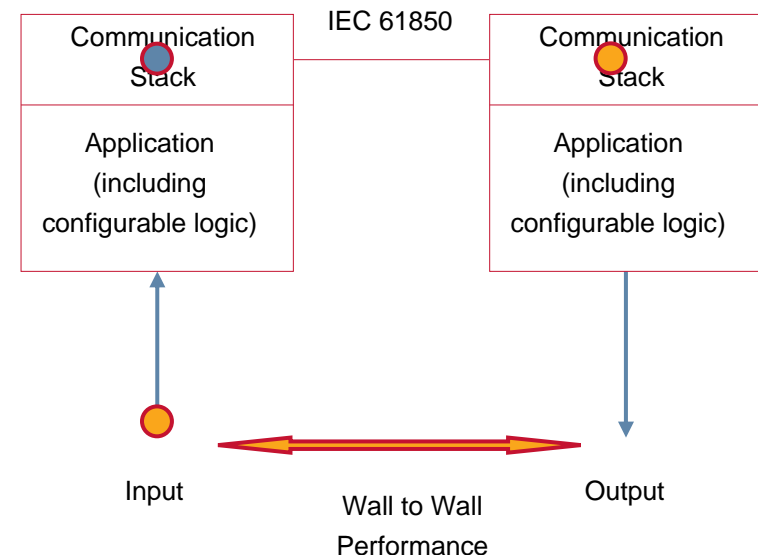 IEC 61850
Communication
Stack
Application
(including
configurable logic)
Communication
Stack
Application
(including
configurable logic)
Input
Wall to Wall
Performance
Output